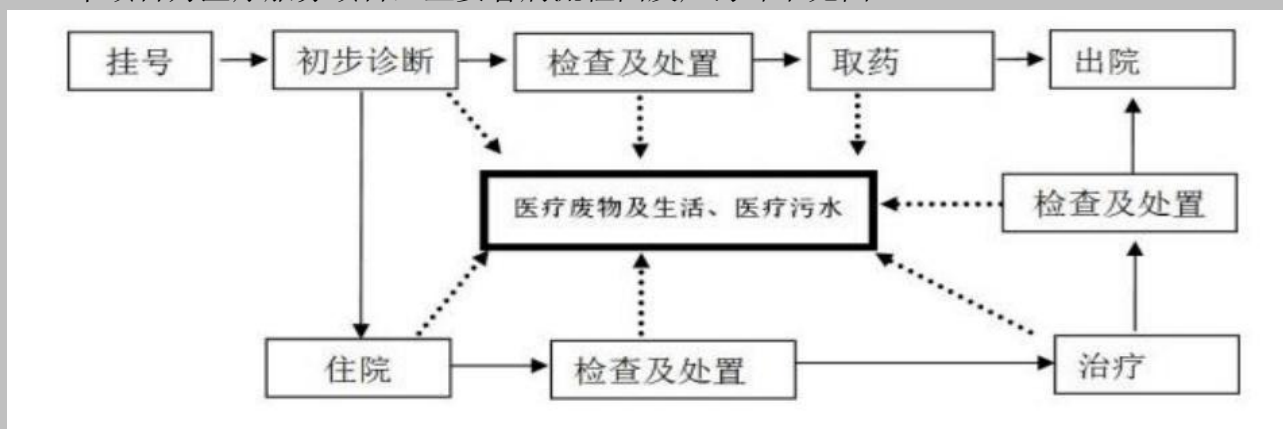 挂号
初步诊断
检查及处置
取药
出院
医疗废物及生活、医疗污水
检查及处置
住院
检查及处置
治疗